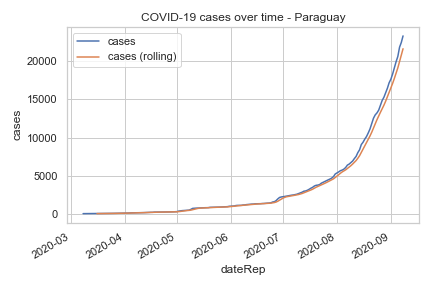 COVID-19 cases over time - Paraguay
cases
cases (rolling)
20000
15000
10000
5000
0
cases
2020-03
2020-04
2020-05
2020-06
2020-07
2020-08
2020-09
dateRep